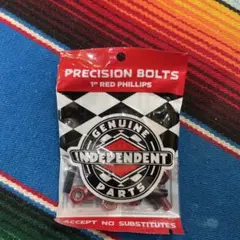 PRECISION BOLTS
1" RED PHILLIPS
GENUINE
INDEPENDENT
PARTS
ACCEPT NO SUBSTITUTES